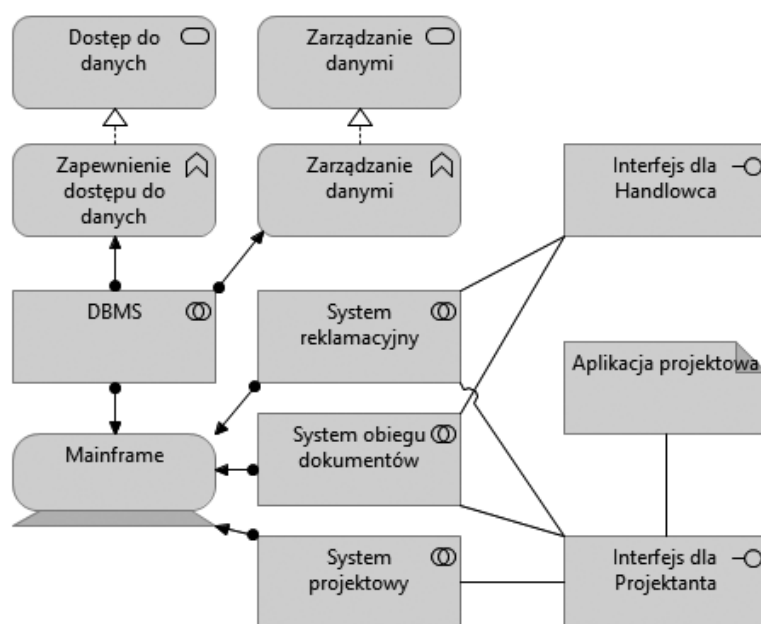 Dostęp do
danych
Zarządzanie
danymi
Zapewnienie
dostępu do
danych
Zarządzanie
danymi
Interfejs dla
Handlowca
DBMS
System
reklamacyjny
Aplikacja projektowa
Mainframe
System obiegu
dokumentów
System
projektowy
Interfejs dla
Projektanta